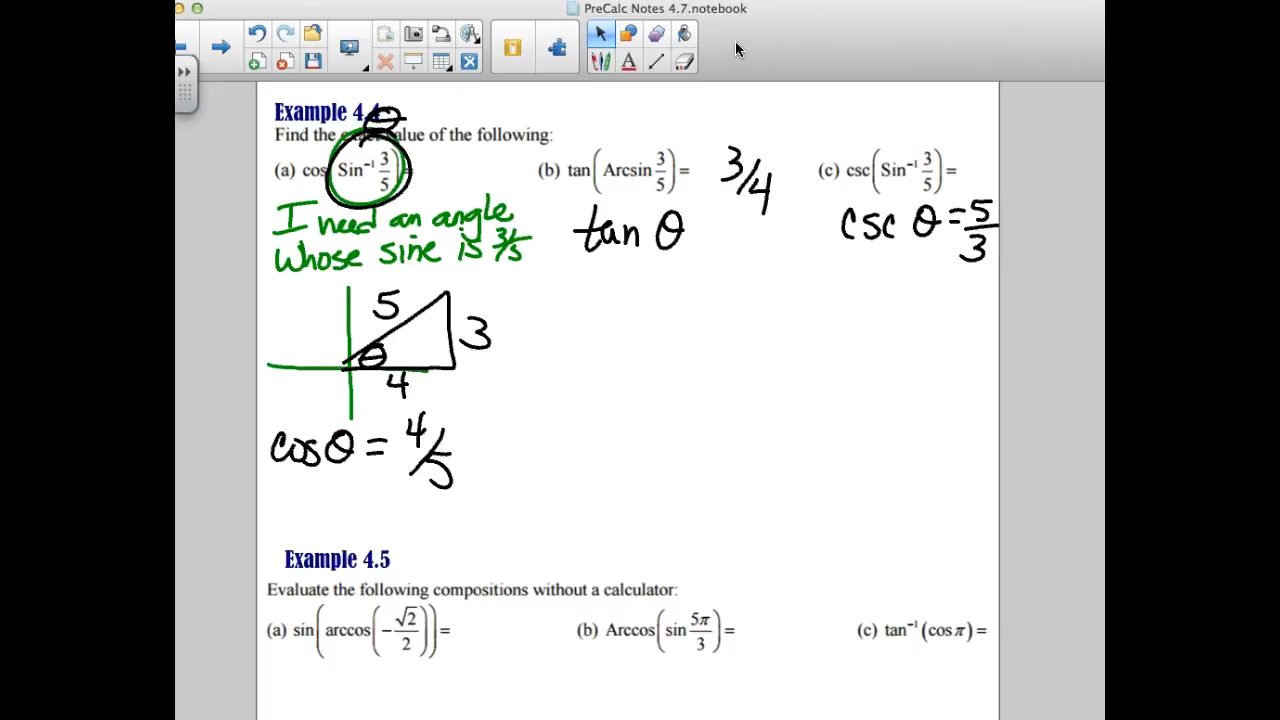 PreCalc Notes 4.7.notebook
Example 4.4
θ
Find the exact value of the following:
(a) cos(Sin⁻¹ 3/5)=
(b) tan(Arcsin 3/5)= 3/4
(c) csc(Sin⁻¹ 3/5)=
I need an angle
whose sine is 3/5
tan θ
csc θ = 5/3
5
3
θ
4
cos θ = 4/5
Example 4.5
Evaluate the following compositions without a calculator:
(a) sin(arccos(-√2/2))=
(b) Arccos(sin 5π/3)=
(c) tan⁻¹(cos π)=